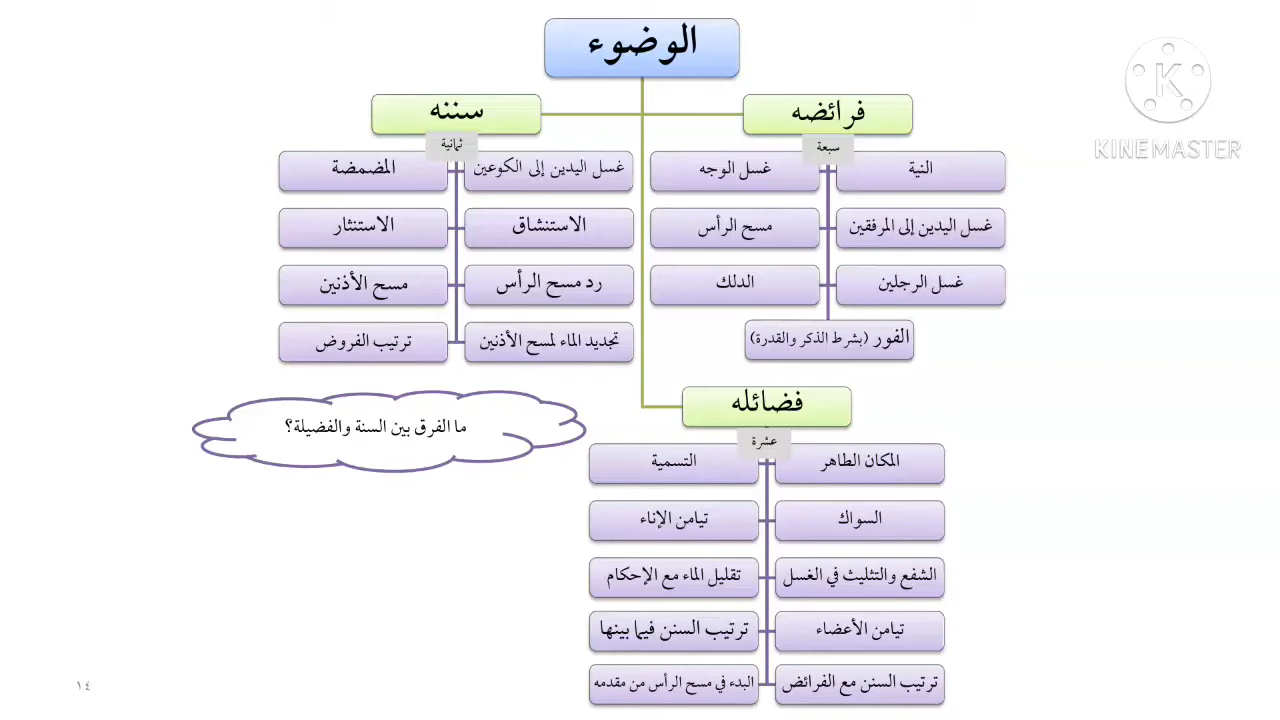 الوضوء
فرائضه
سبعة
النية
غسل الوجه
غسل اليدين إلى المرفقين
مسح الرأس
غسل الرجلين
الدلك
الفور (بشرط الذكر والقدرة)
سننه
ثمانية
غسل اليدين إلى الكوعين
المضمضة
الاستنشاق
الاستنثار
رد مسح الرأس
مسح الأذنين
تجديد الماء لمسح الأذنين
ترتيب الفروض
فضائله
عشرة
المكان الطاهر
التسمية
السواك
تيامن الإناء
الشفع والتثليث في الغسل
تقليل الماء مع الإحكام
تيامن الأعضاء
ترتيب السنن فيما بينها
ترتيب السنن مع الفرائض
البدء في مسح الرأس من مقدمه
ما الفرق بين السنة والفضيلة؟
١٤
K
KINEMASTER